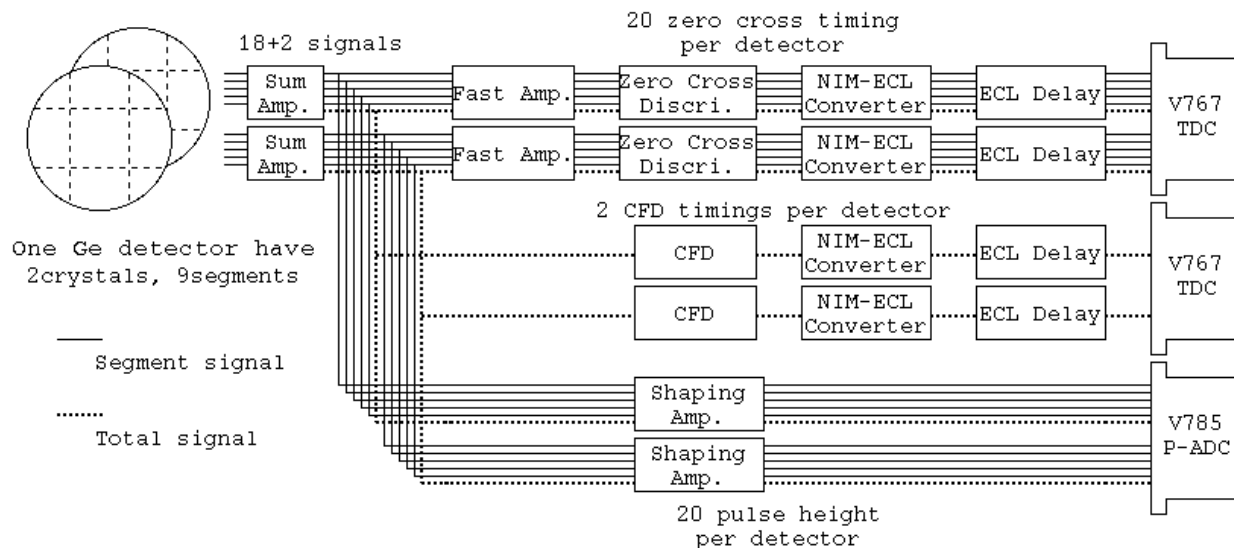 20 zero cross timing
per detector
18+2 signals
Sum
Amp.
Fast Amp.
Zero Cross
Discri.
NIM-ECL
Converter
ECL Delay
V767
TDC
Sum
Amp.
Fast Amp.
Zero Cross
Discri.
NIM-ECL
Converter
ECL Delay
2 CFD timings per detector
One Ge detector have
2crystals, 9segments
CFD
NIM-ECL
Converter
ECL Delay
V767
TDC
CFD
NIM-ECL
Converter
ECL Delay
Segment signal
Total signal
Shaping
Amp.
V785
P-ADC
Shaping
Amp.
20 pulse height
per detector